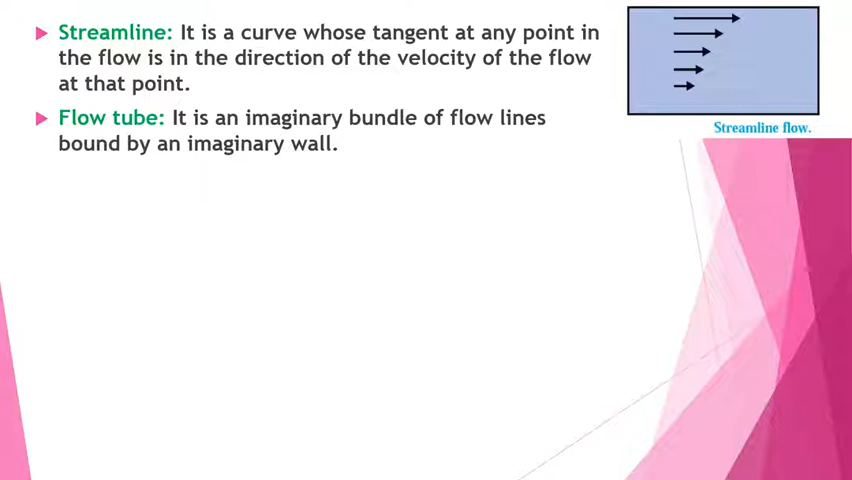 Streamline: It is a curve whose tangent at any point in
the flow is in the direction of the velocity of the flow
at that point.
Flow tube: It is an imaginary bundle of flow lines
bound by an imaginary wall.
Streamline flow.